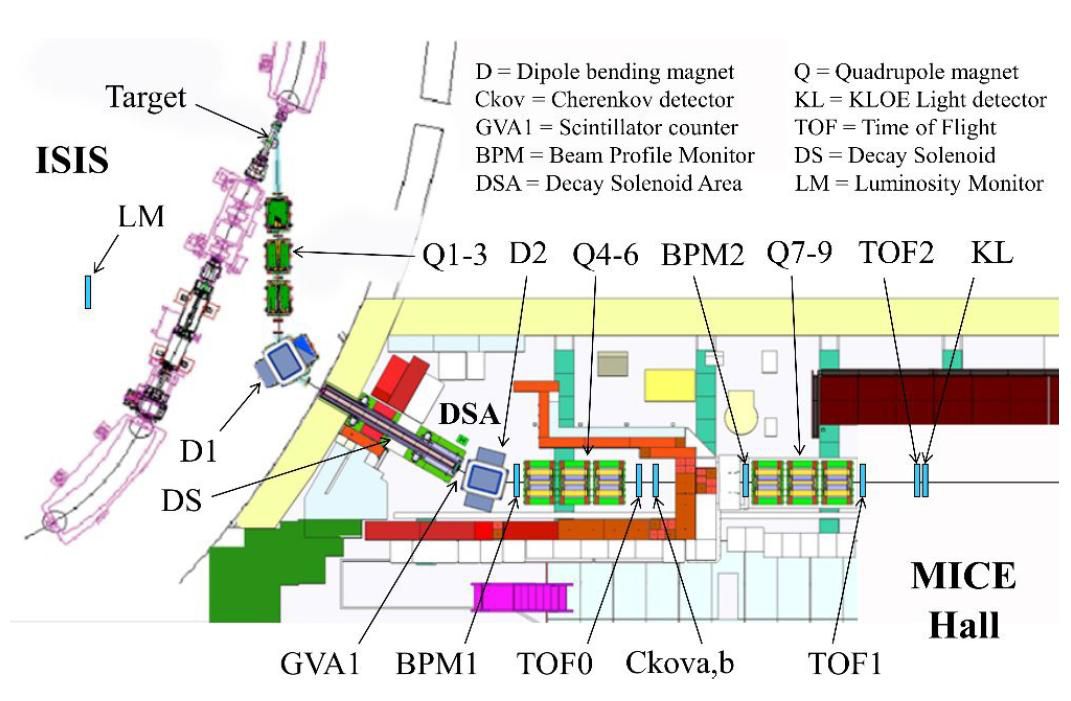 D = Dipole bending magnet
Ckov = Cherenkov detector
GVA1 = Scintillator counter
BPM = Beam Profile Monitor
DSA = Decay Solenoid Area
Q = Quadrupole magnet
KL = KLOE Light detector
TOF = Time of Flight
DS = Decay Solenoid
LM = Luminosity Monitor
Target
ISIS
LM
Q1-3 D2 Q4-6 BPM2 Q7-9 TOF2 KL
DSA
D1
DS
MICE
Hall
GVA1 BPM1 TOF0 Ckova,b TOF1